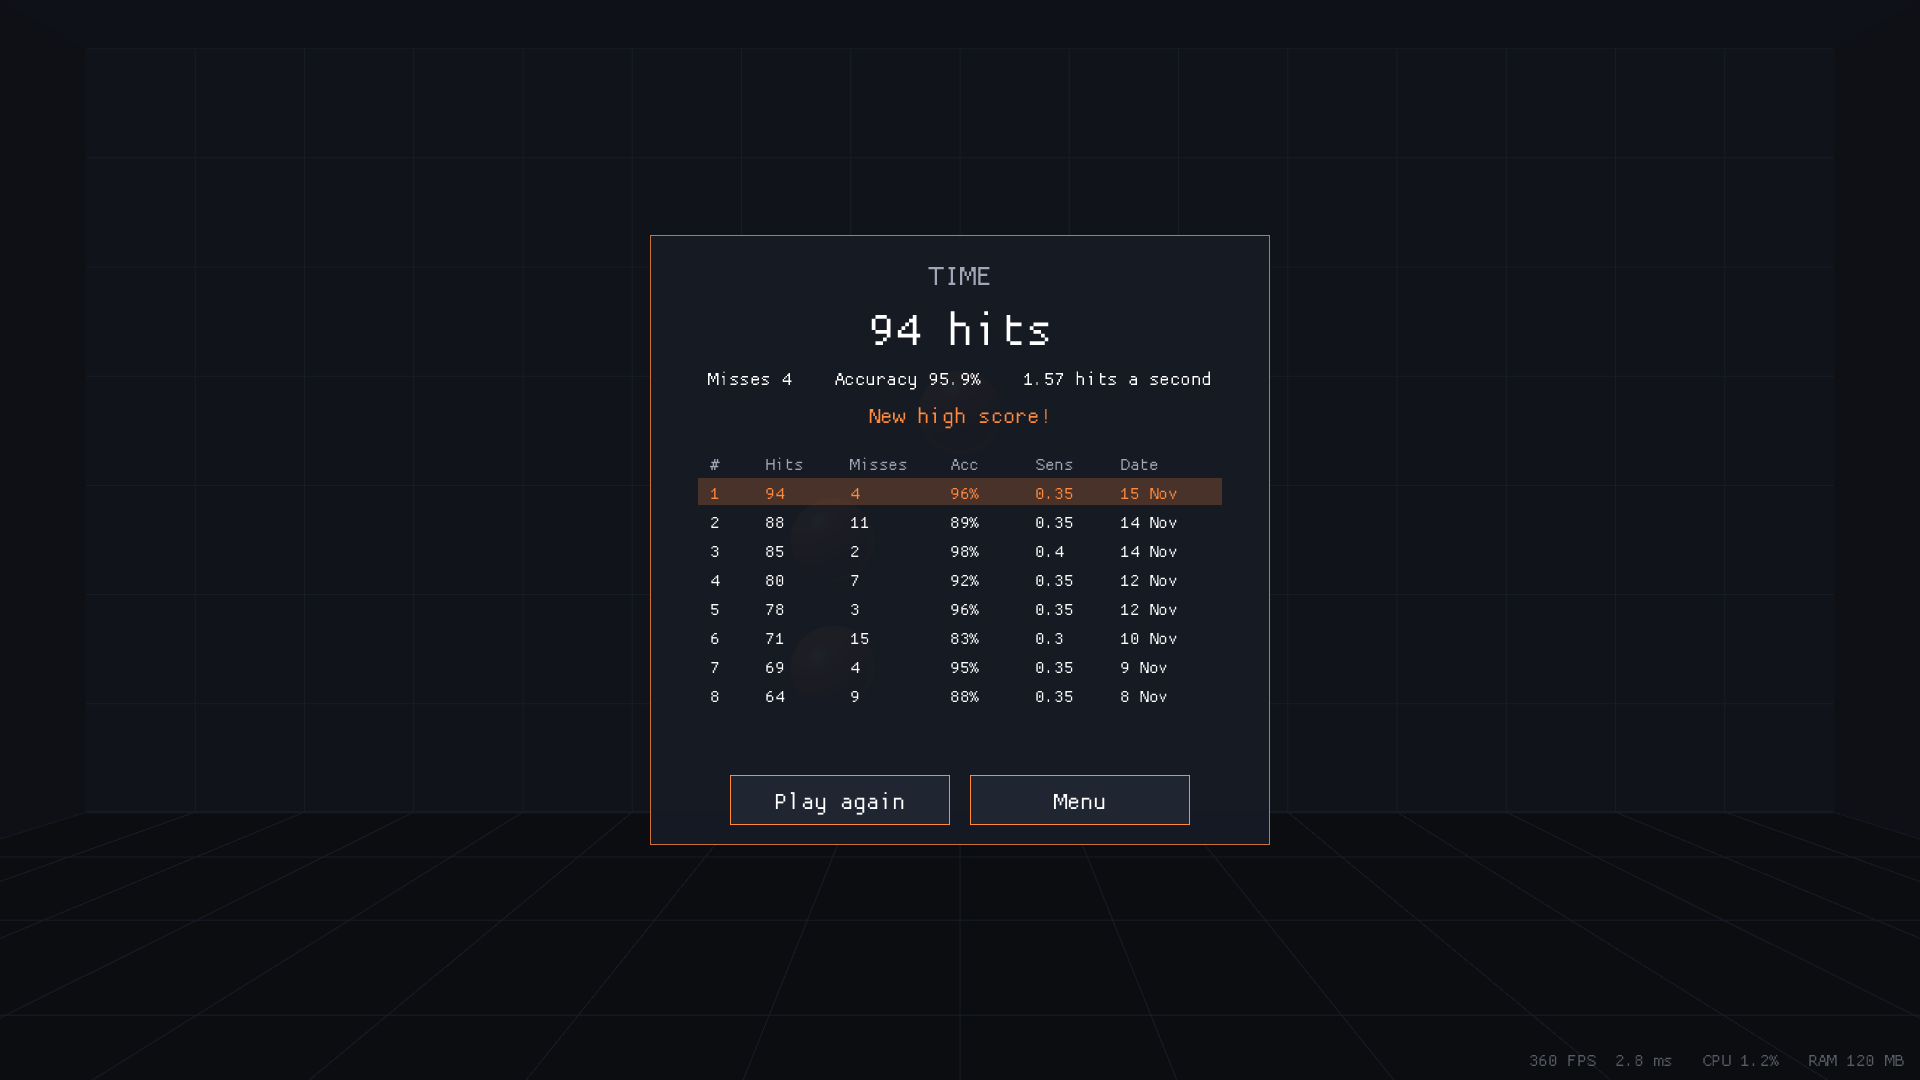 TIME
94 hits
Misses 4 Accuracy 95.9% 1.57 hits a second
New high score!
# Hits Misses Acc Sens Date
1 94 4 96% 0.35 15 Nov
2 88 11 89% 0.35 14 Nov
3 85 2 98% 0.4 14 Nov
4 80 7 92% 0.35 12 Nov
5 78 3 96% 0.35 12 Nov
6 71 15 83% 0.3 10 Nov
7 69 4 95% 0.35 9 Nov
8 64 9 88% 0.35 8 Nov
Play again Menu
360 FPS 2.8 ms CPU 1.2% RAM 120 MB